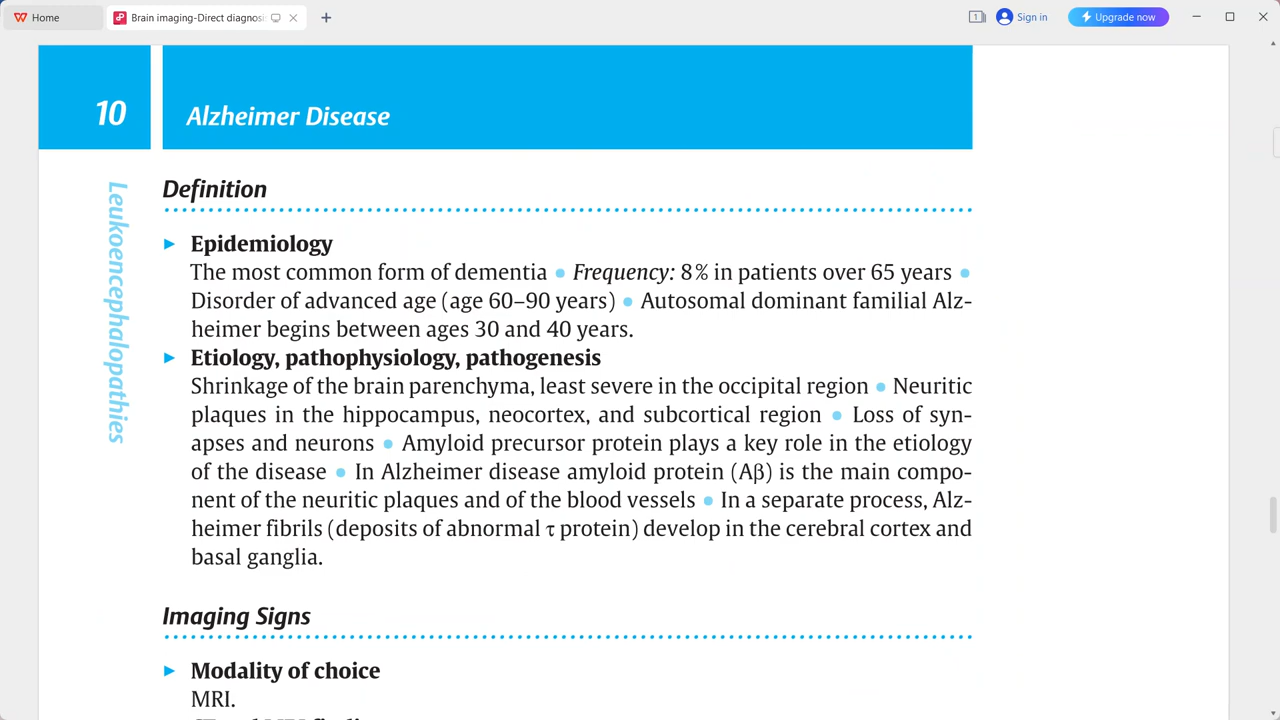 Home
Brain imaging-Direct diagnosi
1
Sign in
Upgrade now
10
Alzheimer Disease
Leukoencephalopathies
Definition
Epidemiology
The most common form of dementia • Frequency: 8% in patients over 65 years •
Disorder of advanced age (age 60–90 years) • Autosomal dominant familial Alz-
heimer begins between ages 30 and 40 years.
Etiology, pathophysiology, pathogenesis
Shrinkage of the brain parenchyma, least severe in the occipital region • Neuritic
plaques in the hippocampus, neocortex, and subcortical region • Loss of syn-
apses and neurons • Amyloid precursor protein plays a key role in the etiology
of the disease • In Alzheimer disease amyloid protein (Aβ) is the main compo-
nent of the neuritic plaques and of the blood vessels • In a separate process, Alz-
heimer fibrils (deposits of abnormal τ protein) develop in the cerebral cortex and
basal ganglia.
Imaging Signs
Modality of choice
MRI.